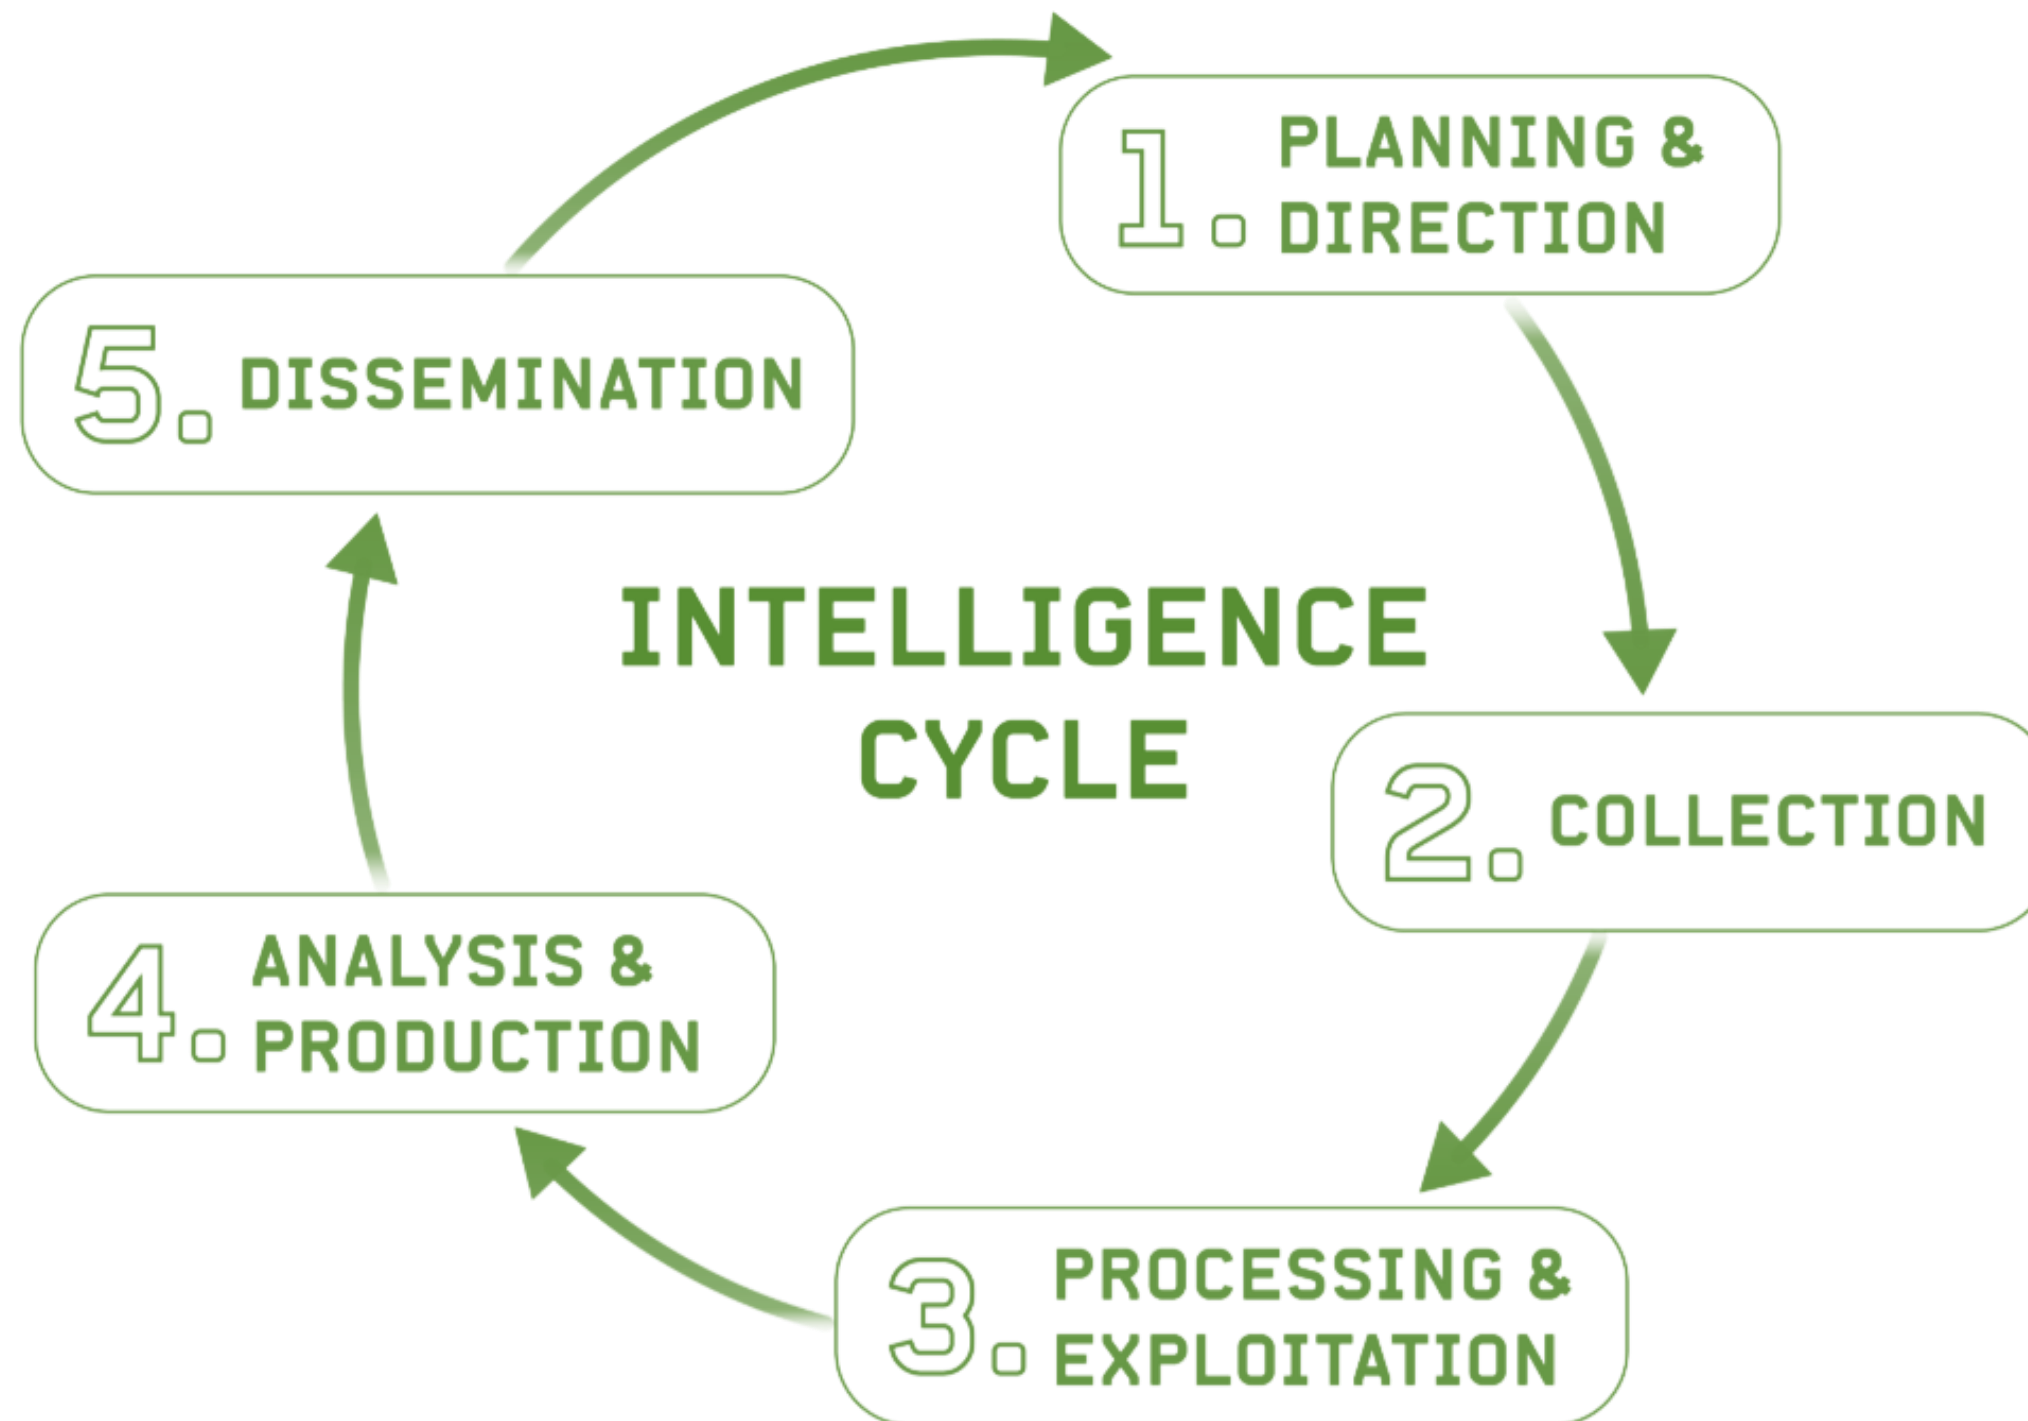 1. PLANNING &
DIRECTION
5. DISSEMINATION
INTELLIGENCE
CYCLE
2. COLLECTION
4. ANALYSIS &
PRODUCTION
3. PROCESSING &
EXPLOITATION